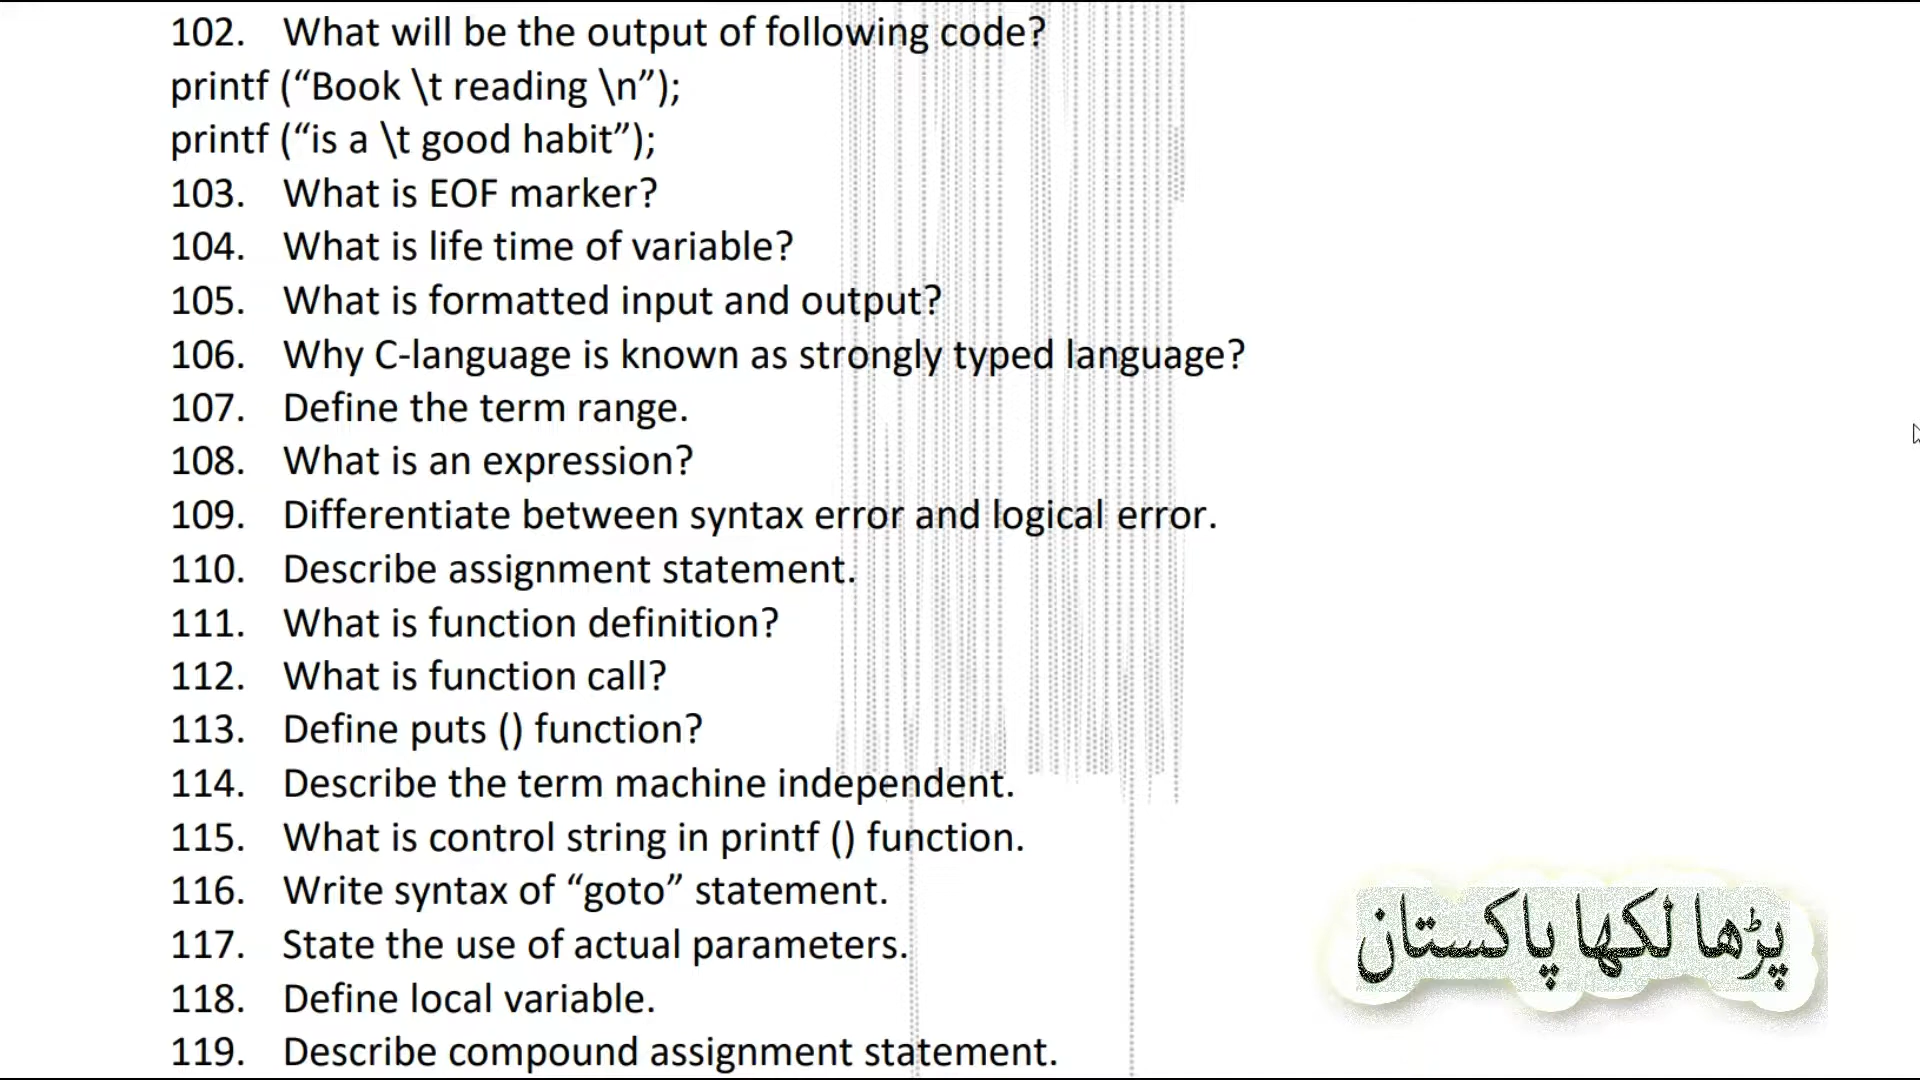 102. What will be the output of following code?
printf (“Book \t reading \n”);
printf (“is a \t good habit”);
103. What is EOF marker?
104. What is life time of variable?
105. What is formatted input and output?
106. Why C-language is known as strongly typed language?
107. Define the term range.
108. What is an expression?
109. Differentiate between syntax error and logical error.
110. Describe assignment statement.
111. What is function definition?
112. What is function call?
113. Define puts () function?
114. Describe the term machine independent.
115. What is control string in printf () function.
116. Write syntax of “goto” statement.
117. State the use of actual parameters.
118. Define local variable.
119. Describe compound assignment statement.
پڑھا لکھا پاکستان